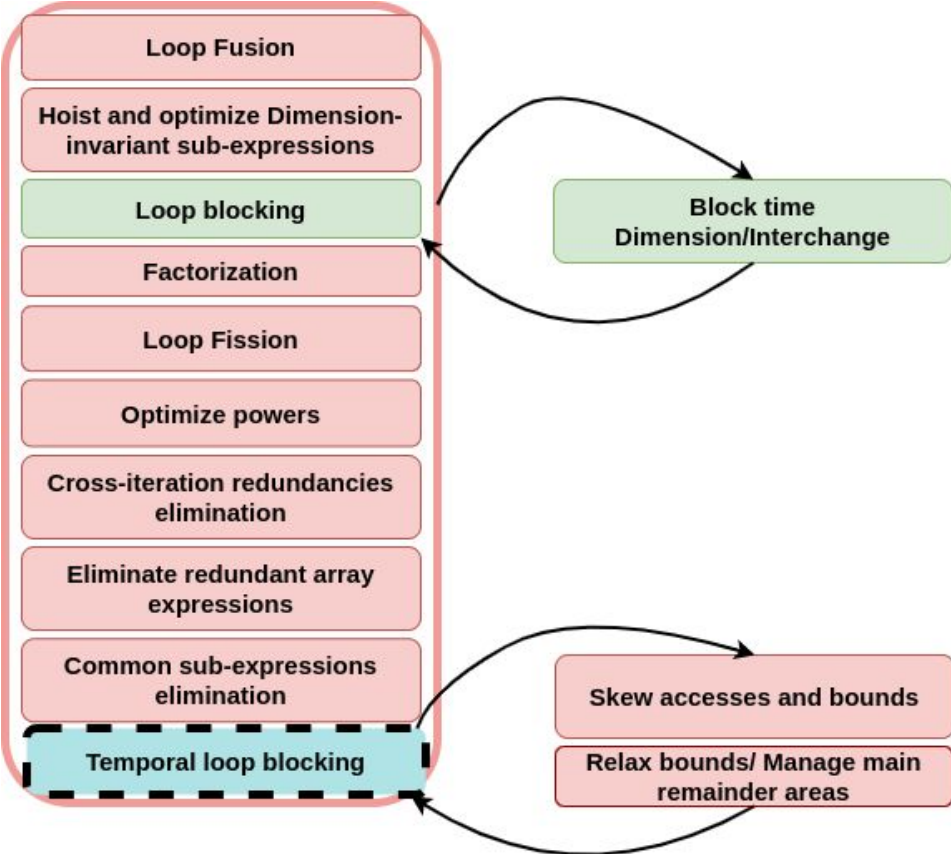 Loop Fusion
Hoist and optimize Dimension-
invariant sub-expressions
Loop blocking
Factorization
Loop Fission
Optimize powers
Cross-iteration redundancies
elimination
Eliminate redundant array
expressions
Common sub-expressions
elimination
Temporal loop blocking
Block time
Dimension/Interchange
Skew accesses and bounds
Relax bounds/ Manage main
remainder areas